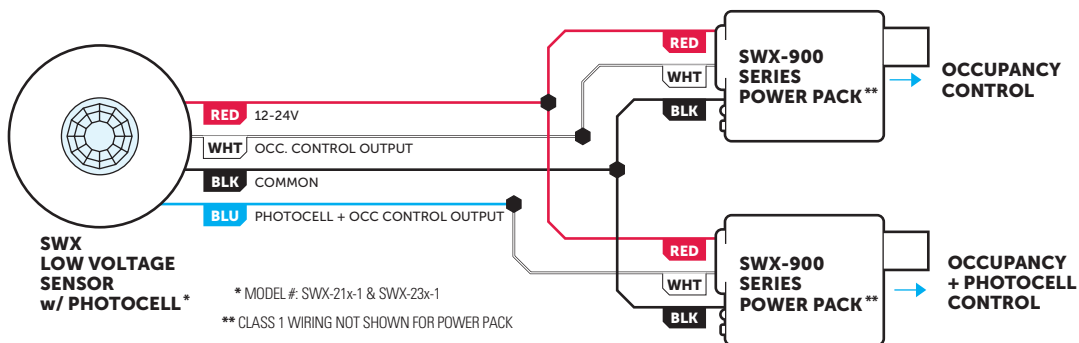 RED
WHT
BLK
SWX-900
SERIES
POWER PACK**
OCCUPANCY
CONTROL
RED 12-24V
WHT OCC. CONTROL OUTPUT
BLK COMMON
BLU PHOTOCELL + OCC CONTROL OUTPUT
SWX
LOW VOLTAGE
SENSOR
w/ PHOTOCELL*
* MODEL #: SWX-21x-1 & SWX-23x-1
** CLASS 1 WIRING NOT SHOWN FOR POWER PACK
RED
WHT
BLK
SWX-900
SERIES
POWER PACK**
OCCUPANCY
+ PHOTOCELL
CONTROL